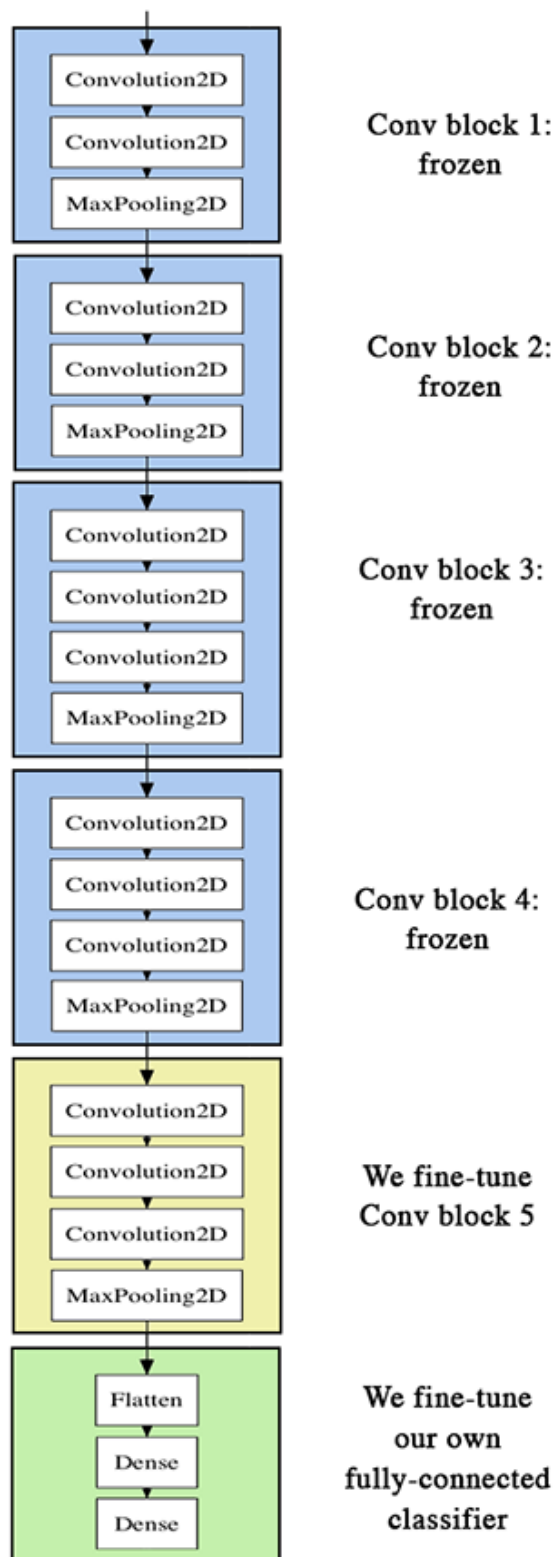 Convolution2D
Convolution2D
MaxPooling2D
Conv block 1:
frozen
Convolution2D
Convolution2D
MaxPooling2D
Conv block 2:
frozen
Convolution2D
Convolution2D
Convolution2D
MaxPooling2D
Conv block 3:
frozen
Convolution2D
Convolution2D
Convolution2D
MaxPooling2D
Conv block 4:
frozen
Convolution2D
Convolution2D
Convolution2D
MaxPooling2D
We fine-tune
Conv block 5
Flatten
Dense
Dense
We fine-tune
our own
fully-connected
classifier